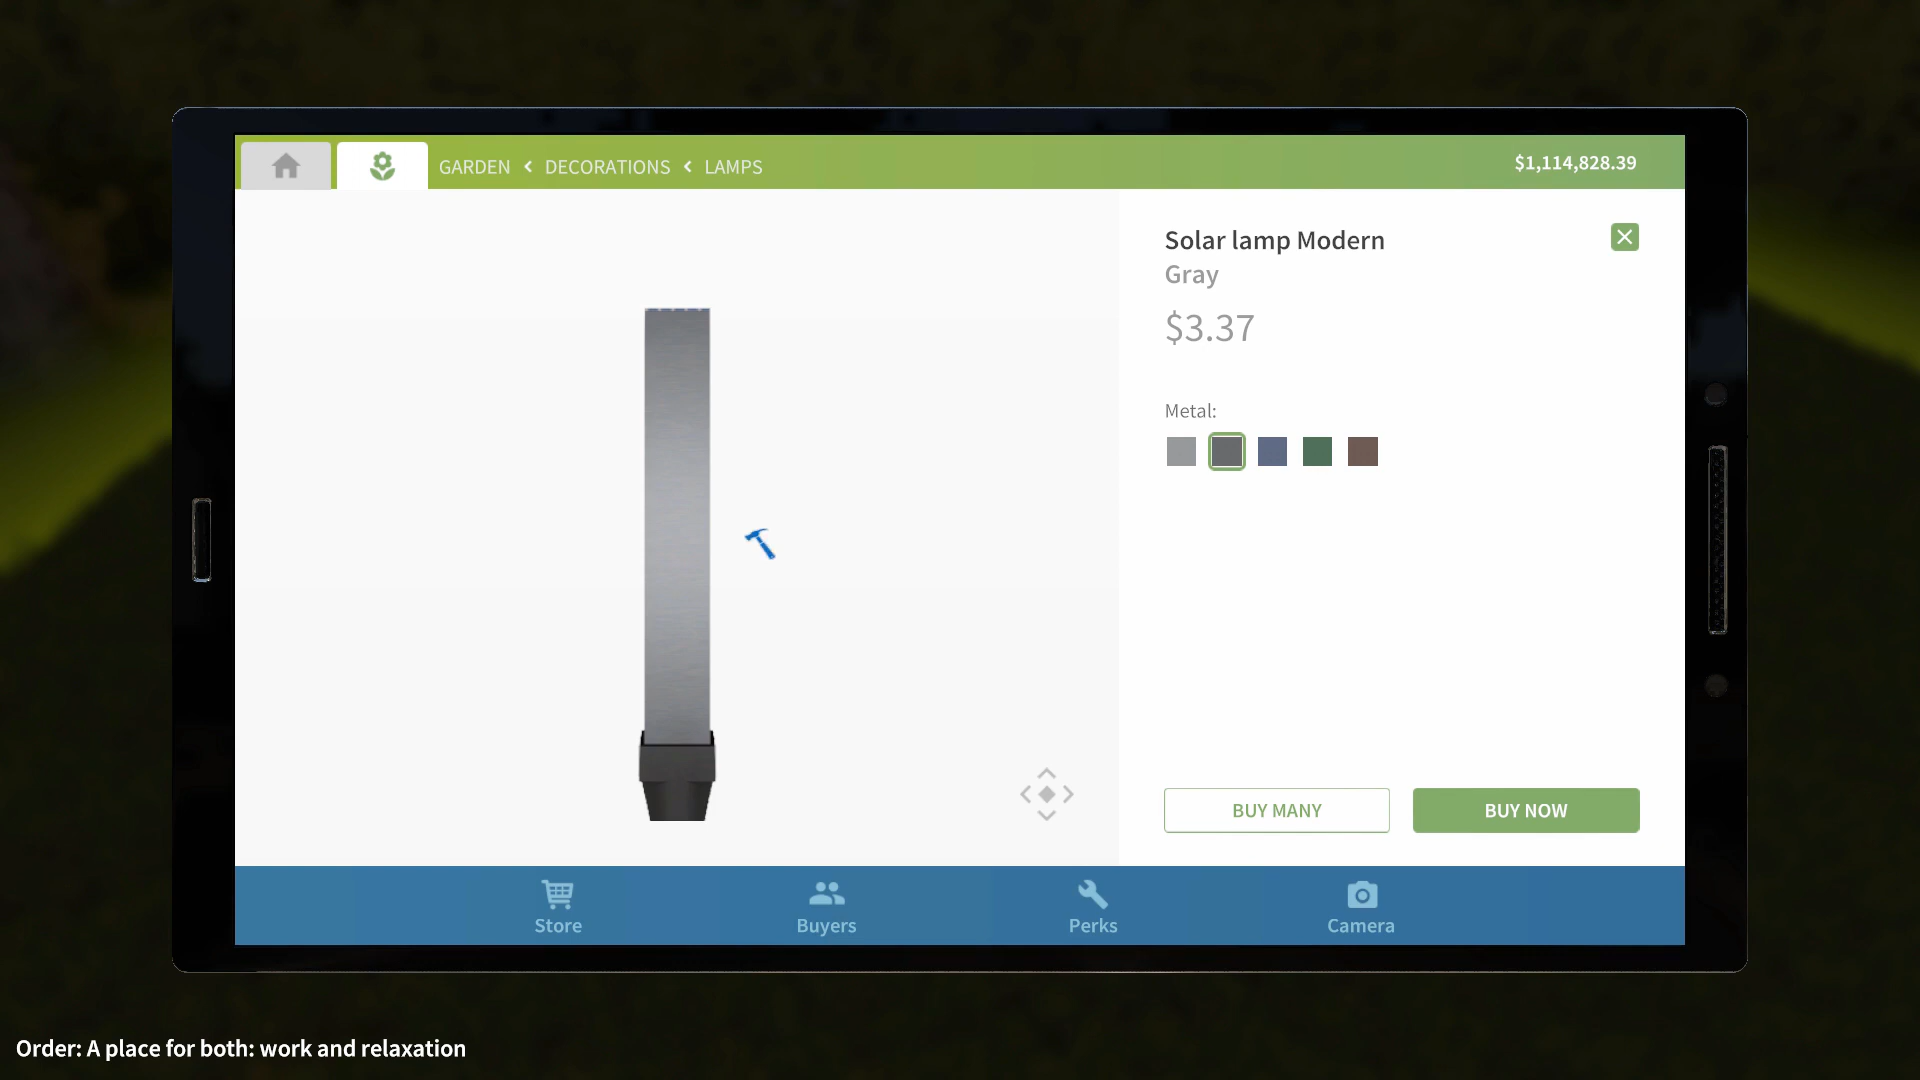 GARDEN < DECORATIONS < LAMPS
$1,114,828.39
Solar lamp Modern
Gray
$3.37
Metal:
BUY MANY
BUY NOW
Store
Buyers
Perks
Camera
Order: A place for both: work and relaxation